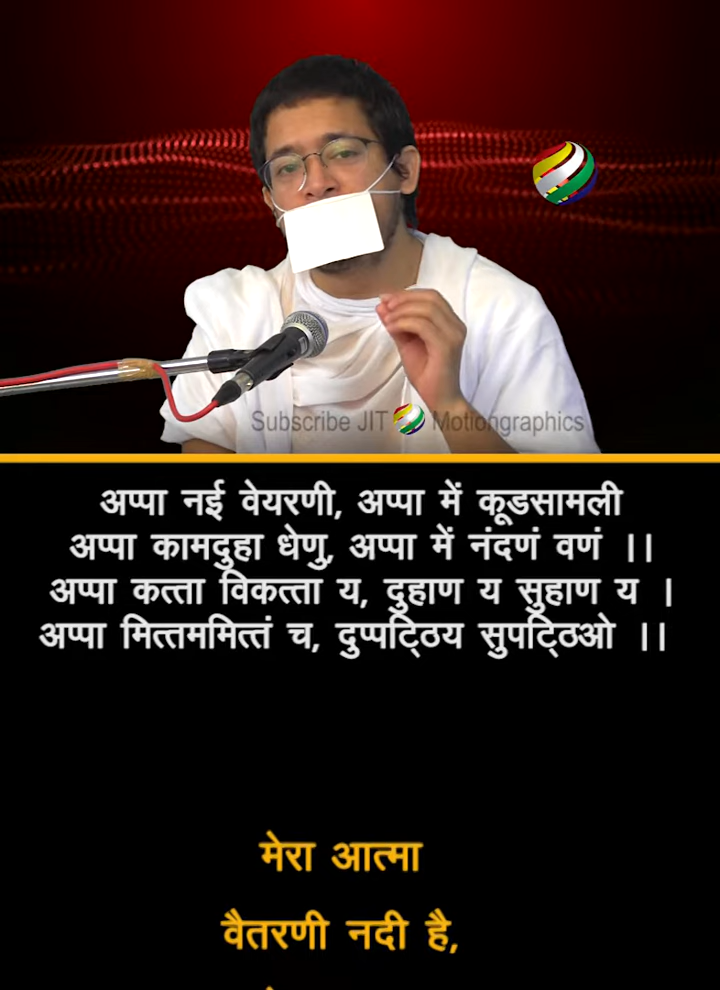 Subscribe JIT Motiongraphics
अप्पा नई वेयरणी, अप्पा में कूडसामली
अप्पा कामदुहा धेणु, अप्पा में नंदणं वणं ।।
अप्पा कत्ता विकत्ता य, दुहाण य सुहाण य ।
अप्पा मित्तममित्तं च, दुप्पट्ठिय सुपट्ठिओ ।।
मेरा आत्मा
वैतरणी नदी है,